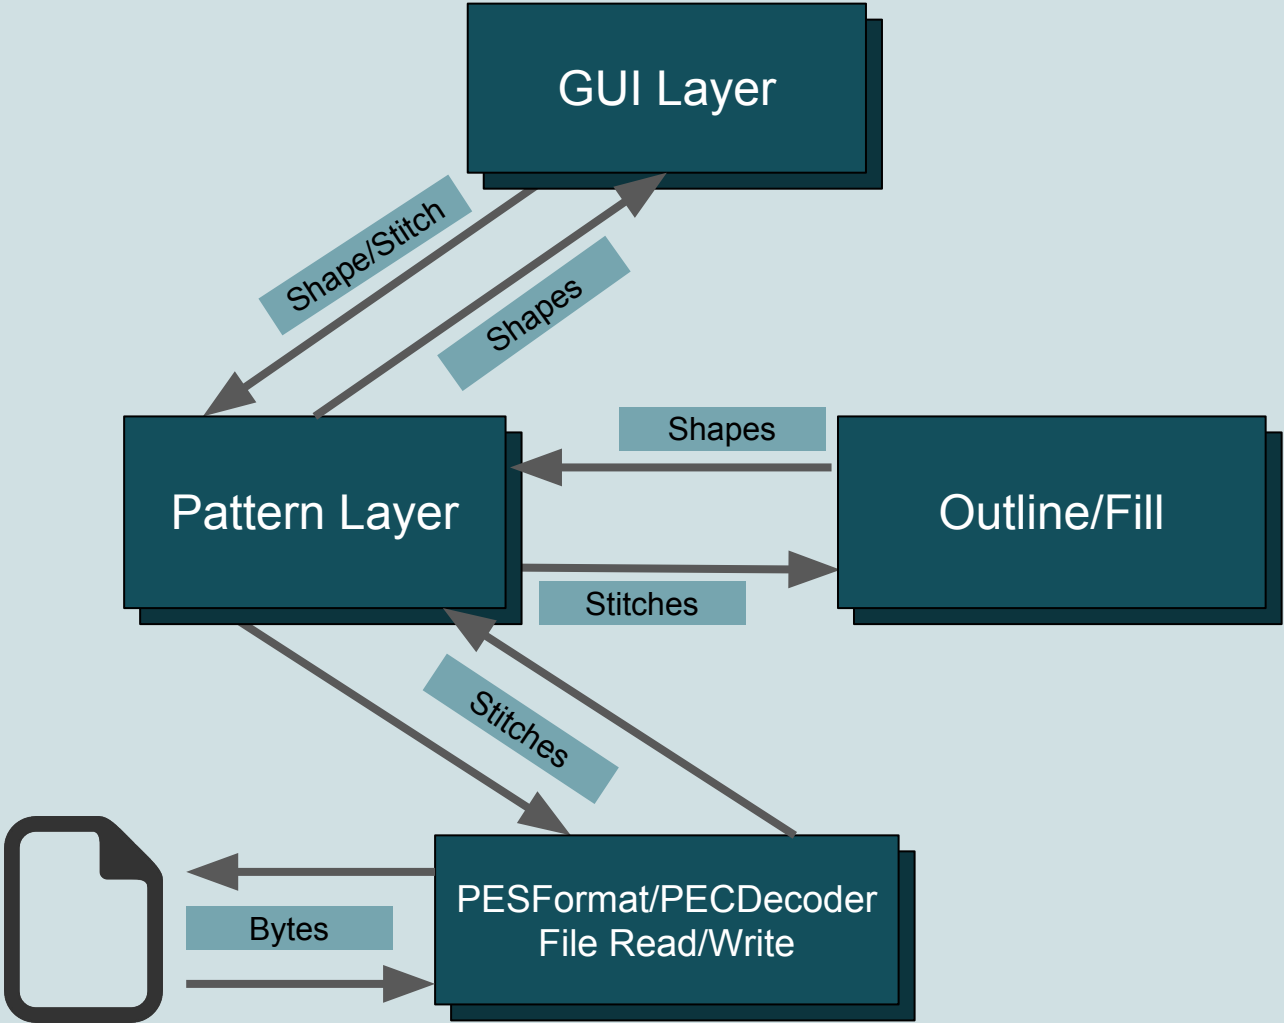 GUI Layer
Shape/Stitch
Shapes
Shapes
Pattern Layer
Outline/Fill
Stitches
Stitches
PESFormat/PECDecoder
File Read/Write
Bytes